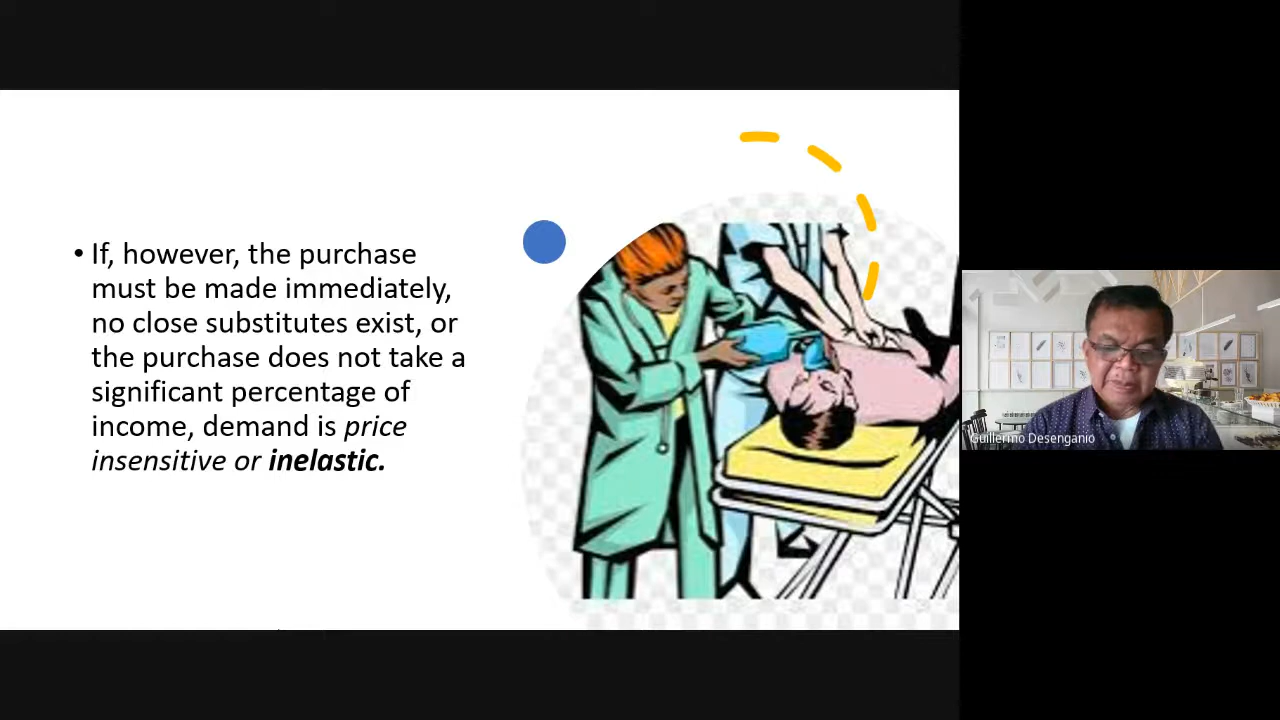 • If, however, the purchase
must be made immediately,
no close substitutes exist, or
the purchase does not take a
significant percentage of
income, demand is price
insensitive or inelastic.
Guillermo Desenganio